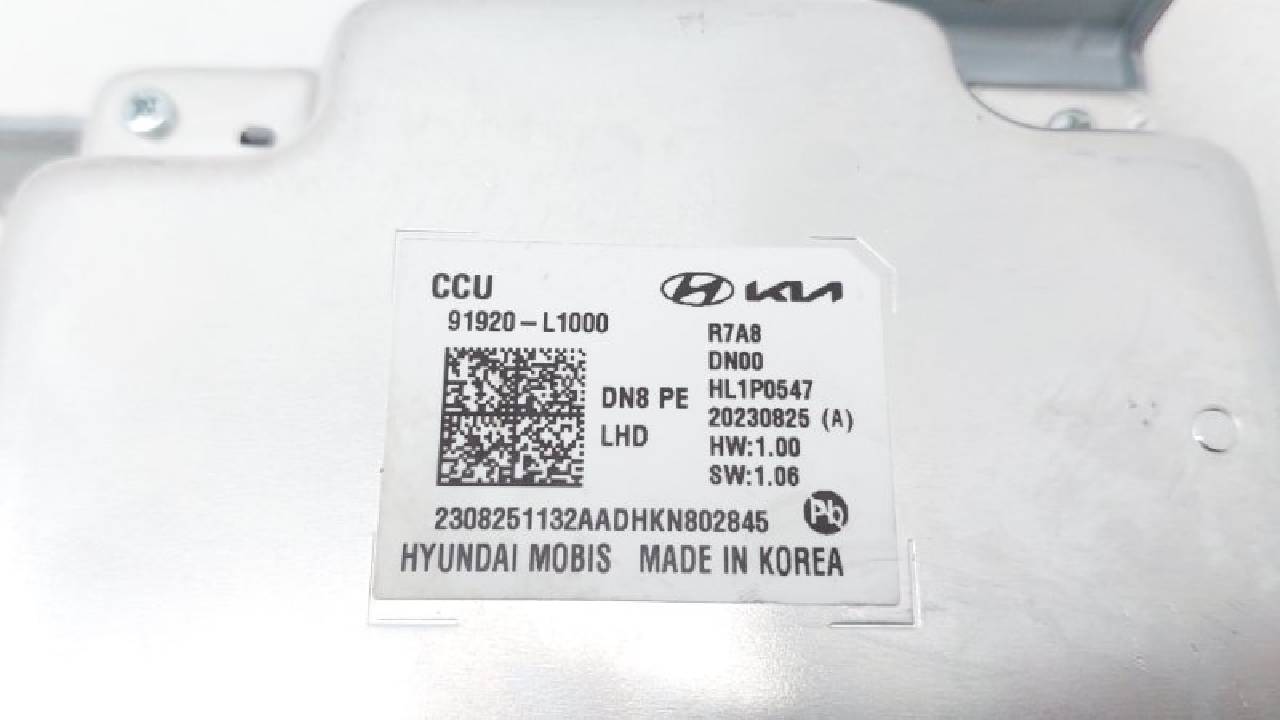 CCU
KIA
91920-L1000
R7A8
DN00
DN8 PE
HL1P0547
LHD
20230825 (A)
HW:1.00
SW:1.06
2308251132AADHKN802845
Pb
HYUNDAI MOBIS MADE IN KOREA